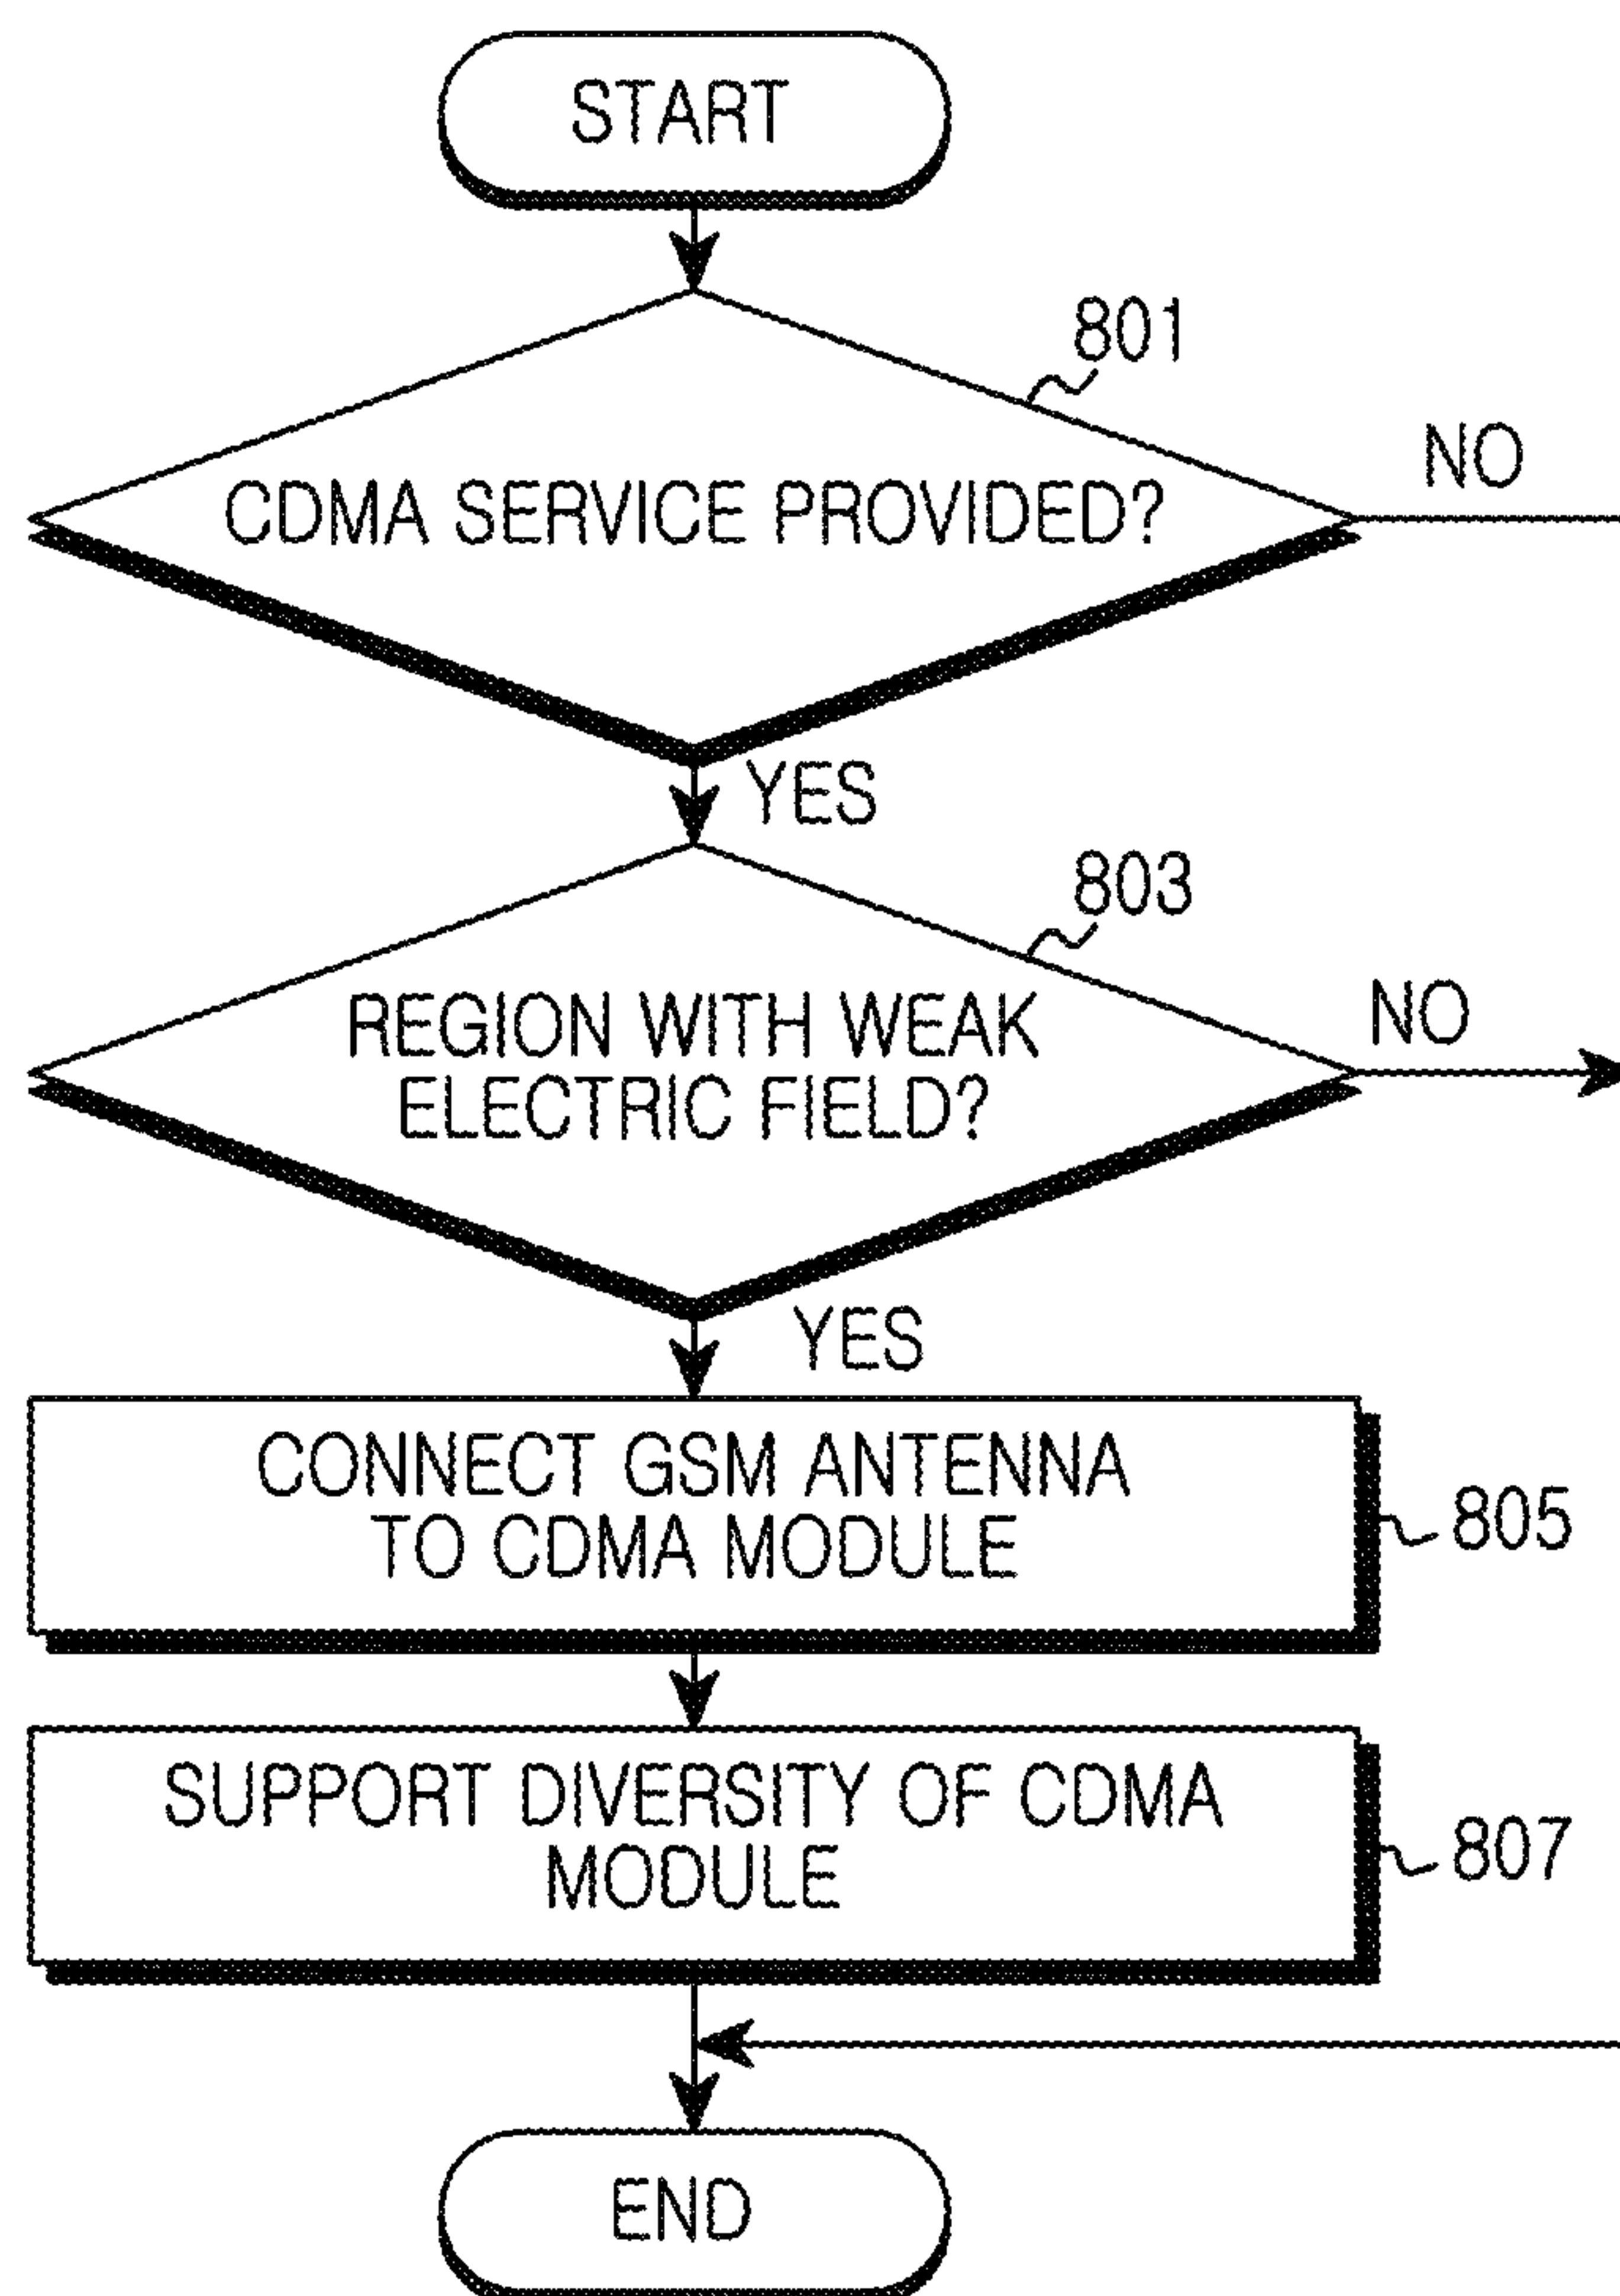 START
801
CDMA SERVICE PROVIDED?
NO
YES
803
REGION WITH WEAK
ELECTRIC FIELD?
NO
YES
CONNECT GSM ANTENNA
TO CDMA MODULE
805
SUPPORT DIVERSITY OF CDMA
MODULE
807
END